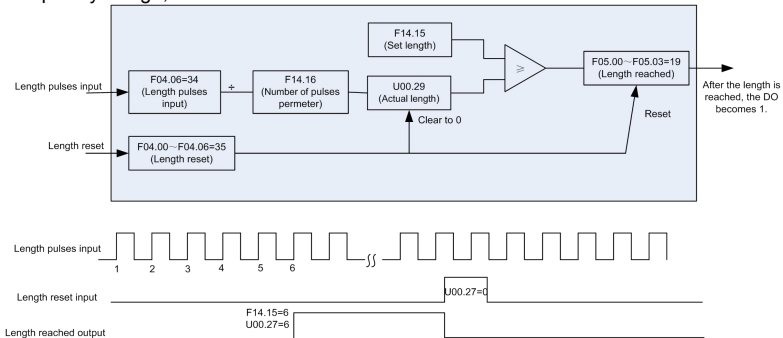 F14.15
(Set length)
F04.06=34
(Length pulses
input)
÷
F14.16
(Number of pulses
permeter)
U00.29
(Actual length)
≥
F05.00～F05.03=19
(Length reached)
Length pulses input
After the length is
reached, the DO
becomes 1.
Clear to 0
Reset
Length reset
F04.00～F04.06=35
(Length reset)
Length pulses input
1 2 3 4 5 6
Length reset input
U00.27=0
F14.15=6
U00.27=6
Length reached output